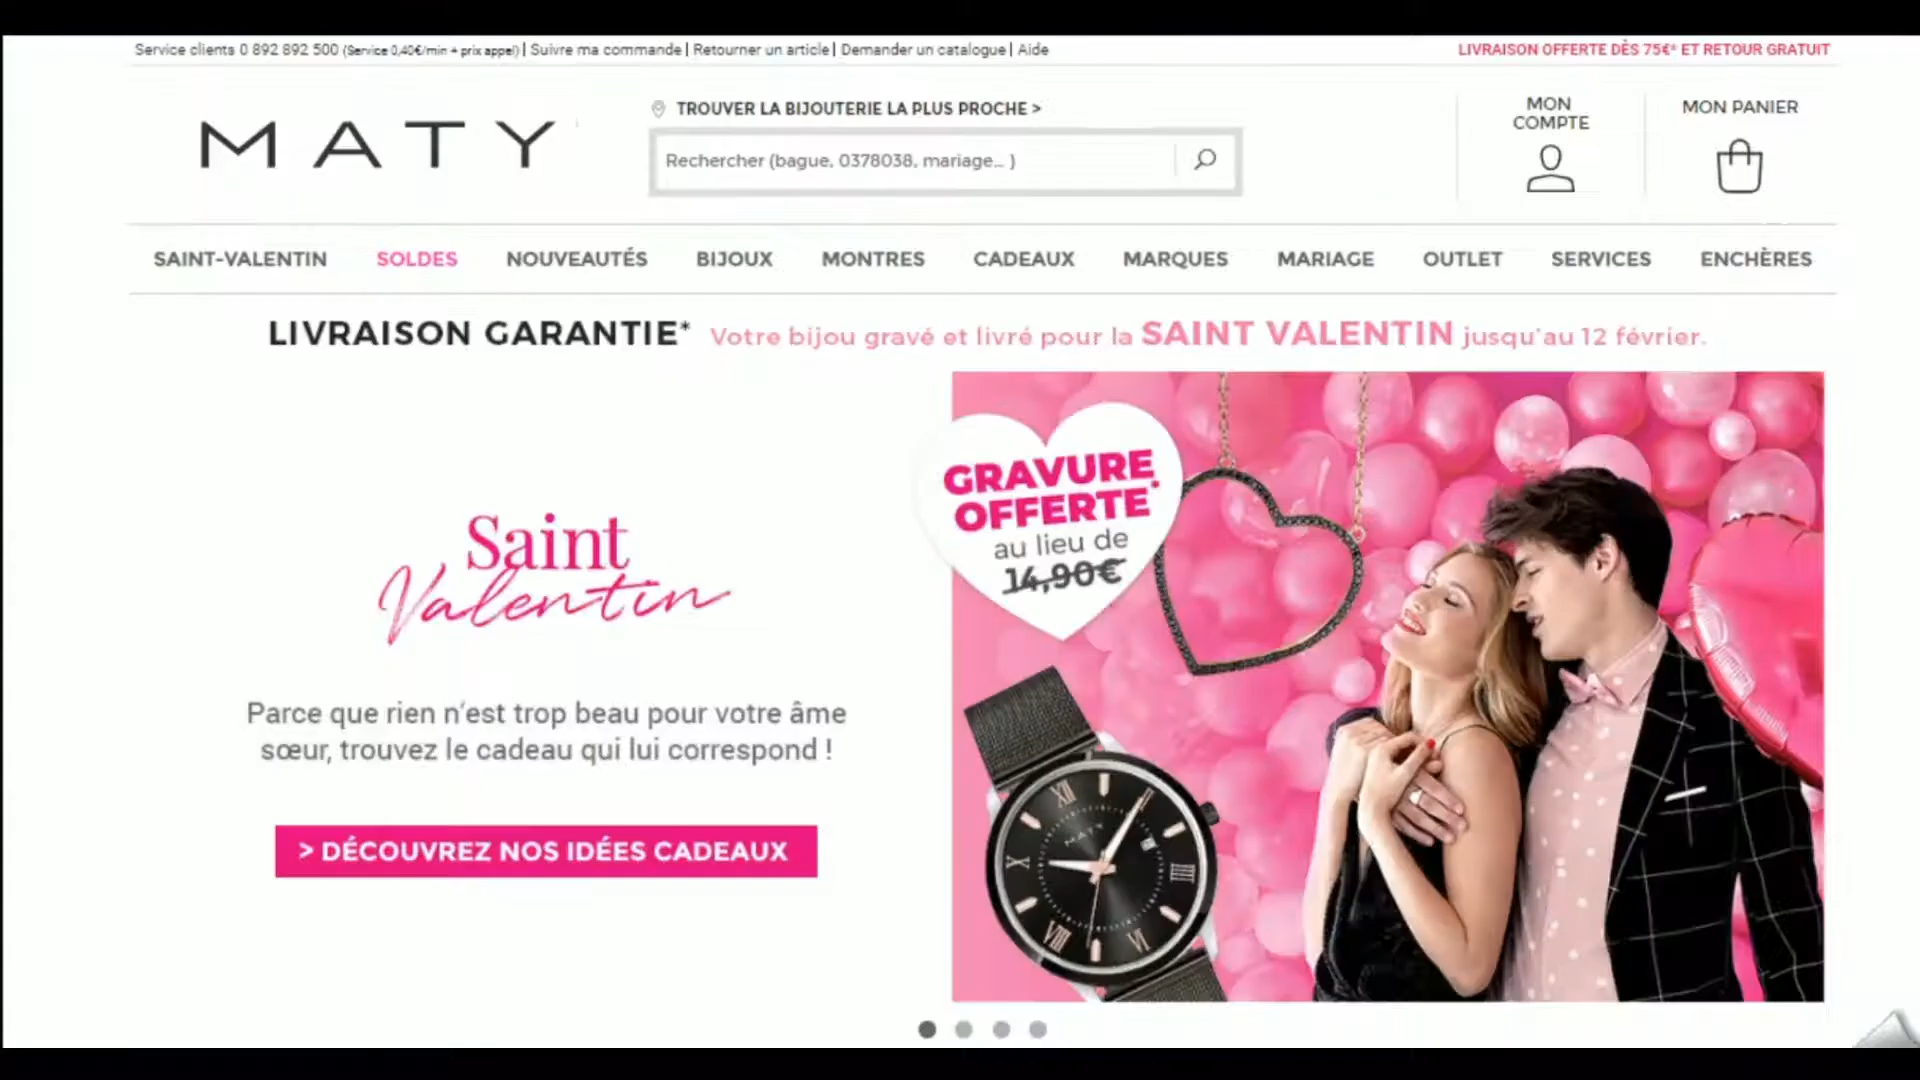 Service clients 0 892 892 500 (Service 0,40€/min + prix appel) | Suivre ma commande | Retourner un article | Demander un catalogue | Aide
LIVRAISON OFFERTE DÈS 75€* ET RETOUR GRATUIT
MATY
TROUVER LA BIJOUTERIE LA PLUS PROCHE >
Rechercher (bague, 0378038, mariage... )
MON
COMPTE
MON PANIER
SAINT-VALENTIN SOLDES NOUVEAUTÉS BIJOUX MONTRES CADEAUX MARQUES MARIAGE OUTLET SERVICES ENCHÈRES
LIVRAISON GARANTIE* Votre bijou gravé et livré pour la SAINT VALENTIN jusqu'au 12 février.
Saint
Valentin
Parce que rien n'est trop beau pour votre âme
sœur, trouvez le cadeau qui lui correspond !
> DÉCOUVREZ NOS IDÉES CADEAUX
GRAVURE
OFFERTE*
au lieu de
14,90€
XII
X
MATY
III
VIII
VI